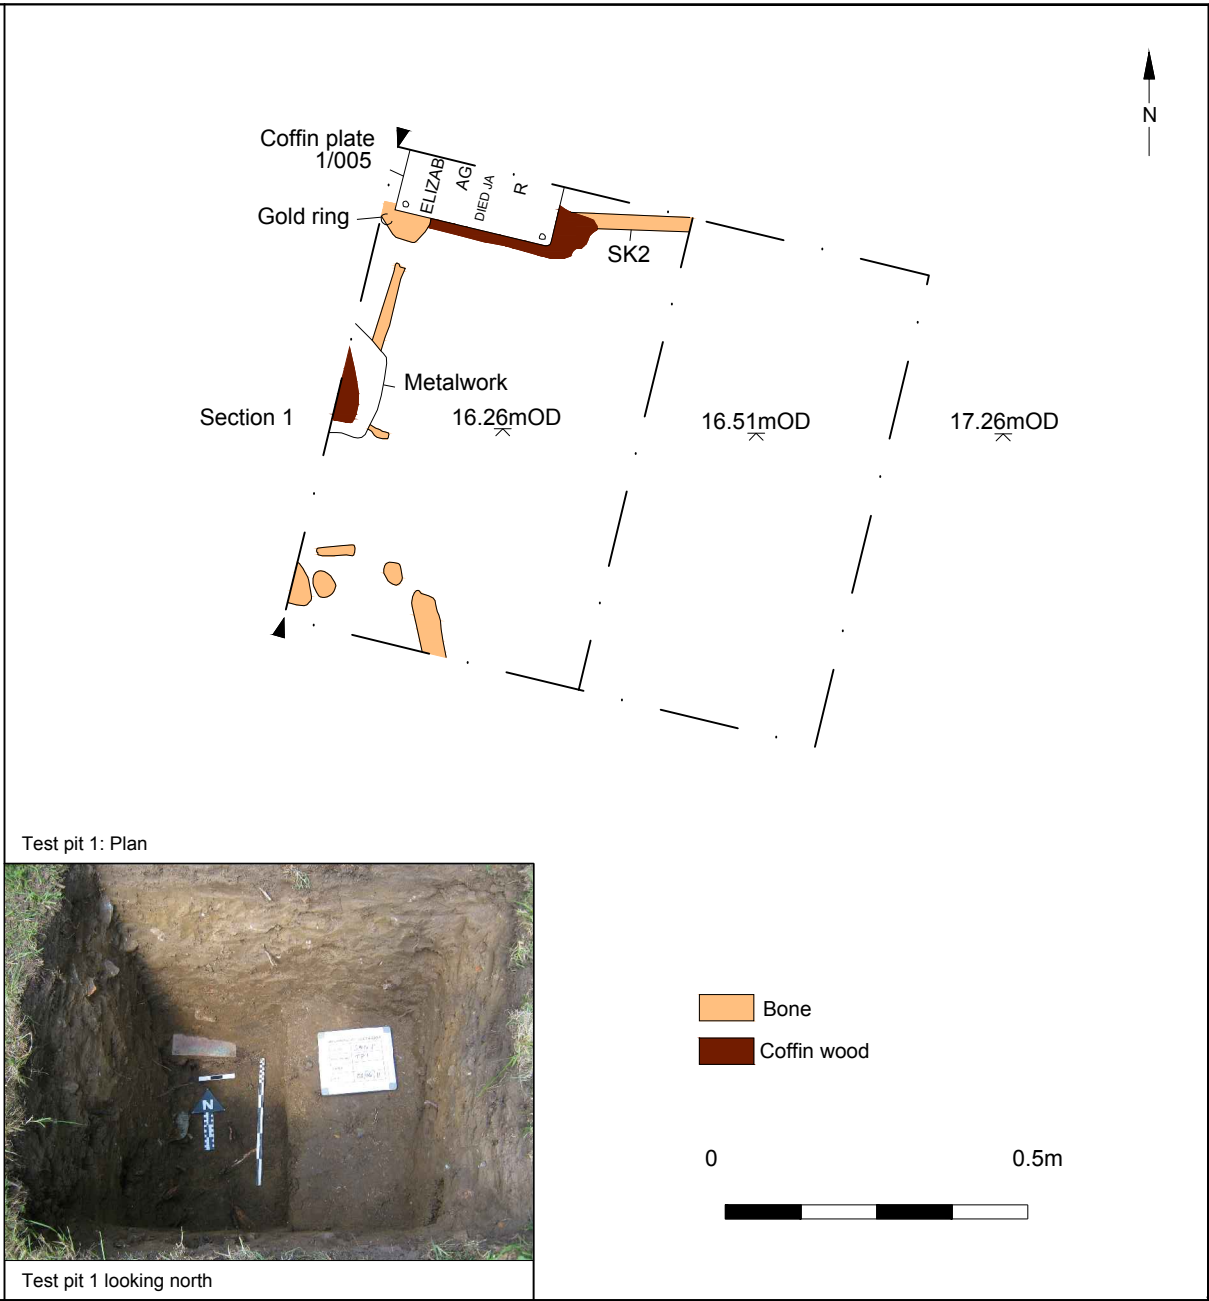 N
Coffin plate
1/005
ELIZAB
AG
DIED JA
R
Gold ring
SK2
Metalwork
Section 1
16.26mOD
16.51mOD
17.26mOD
Test pit 1: Plan
N
Bone
Coffin wood
0
0.5m
Test pit 1 looking north